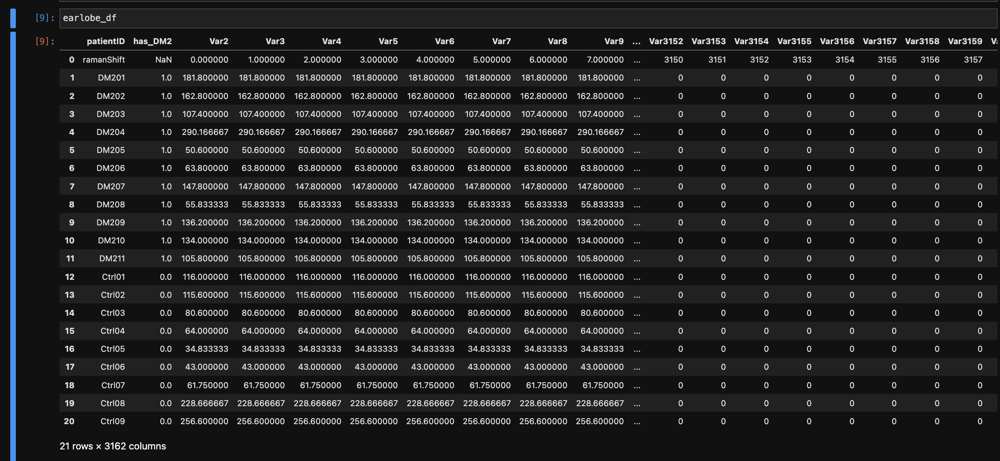 [9]: earlobe_df
[9]: patientID has_DM2 Var2 Var3 Var4 Var5 Var6 Var7 Var8 Var9 ... Var3152 Var3153 Var3154 Var3155 Var3156 Var3157 Var3158 Var3159
0 ramanShift NaN 0.000000 1.000000 2.000000 3.000000 4.000000 5.000000 6.000000 7.000000 ... 3150 3151 3152 3153 3154 3155 3156 3157
1 DM201 1.0 181.800000 181.800000 181.800000 181.800000 181.800000 181.800000 181.800000 181.800000 ... 0 0 0 0 0 0 0 0
2 DM202 1.0 162.800000 162.800000 162.800000 162.800000 162.800000 162.800000 162.800000 162.800000 ... 0 0 0 0 0 0 0 0
3 DM203 1.0 107.400000 107.400000 107.400000 107.400000 107.400000 107.400000 107.400000 107.400000 ... 0 0 0 0 0 0 0 0
4 DM204 1.0 290.166667 290.166667 290.166667 290.166667 290.166667 290.166667 290.166667 290.166667 ... 0 0 0 0 0 0 0 0
5 DM205 1.0 50.600000 50.600000 50.600000 50.600000 50.600000 50.600000 50.600000 50.600000 ... 0 0 0 0 0 0 0 0
6 DM206 1.0 63.800000 63.800000 63.800000 63.800000 63.800000 63.800000 63.800000 63.800000 ... 0 0 0 0 0 0 0 0
7 DM207 1.0 147.800000 147.800000 147.800000 147.800000 147.800000 147.800000 147.800000 147.800000 ... 0 0 0 0 0 0 0 0
8 DM208 1.0 55.833333 55.833333 55.833333 55.833333 55.833333 55.833333 55.833333 55.833333 ... 0 0 0 0 0 0 0 0
9 DM209 1.0 136.200000 136.200000 136.200000 136.200000 136.200000 136.200000 136.200000 136.200000 ... 0 0 0 0 0 0 0 0
10 DM210 1.0 134.000000 134.000000 134.000000 134.000000 134.000000 134.000000 134.000000 134.000000 ... 0 0 0 0 0 0 0 0
11 DM211 1.0 105.800000 105.800000 105.800000 105.800000 105.800000 105.800000 105.800000 105.800000 ... 0 0 0 0 0 0 0 0
12 Ctrl01 0.0 116.000000 116.000000 116.000000 116.000000 116.000000 116.000000 116.000000 116.000000 ... 0 0 0 0 0 0 0 0
13 Ctrl02 0.0 115.600000 115.600000 115.600000 115.600000 115.600000 115.600000 115.600000 115.600000 ... 0 0 0 0 0 0 0 0
14 Ctrl03 0.0 80.600000 80.600000 80.600000 80.600000 80.600000 80.600000 80.600000 80.600000 ... 0 0 0 0 0 0 0 0
15 Ctrl04 0.0 64.000000 64.000000 64.000000 64.000000 64.000000 64.000000 64.000000 64.000000 ... 0 0 0 0 0 0 0 0
16 Ctrl05 0.0 34.833333 34.833333 34.833333 34.833333 34.833333 34.833333 34.833333 34.833333 ... 0 0 0 0 0 0 0 0
17 Ctrl06 0.0 43.000000 43.000000 43.000000 43.000000 43.000000 43.000000 43.000000 43.000000 ... 0 0 0 0 0 0 0 0
18 Ctrl07 0.0 61.750000 61.750000 61.750000 61.750000 61.750000 61.750000 61.750000 61.750000 ... 0 0 0 0 0 0 0 0
19 Ctrl08 0.0 228.666667 228.666667 228.666667 228.666667 228.666667 228.666667 228.666667 228.666667 ... 0 0 0 0 0 0 0 0
20 Ctrl09 0.0 256.600000 256.600000 256.600000 256.600000 256.600000 256.600000 256.600000 256.600000 ... 0 0 0 0 0 0 0 0
21 rows × 3162 columns